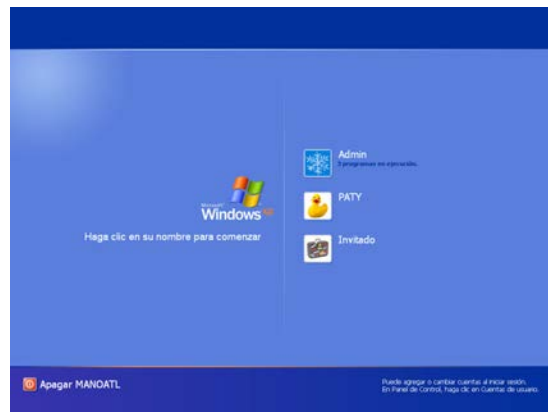 Microsoft
Windows xp
Haga clic en su nombre para comenzar
Admin
3 programas en ejecución.
PATY
Invitado
Apagar MANOATL
Puede agregar o cambiar cuentas al iniciar sesión.
En Panel de Control, haga clic en Cuentas de usuario.